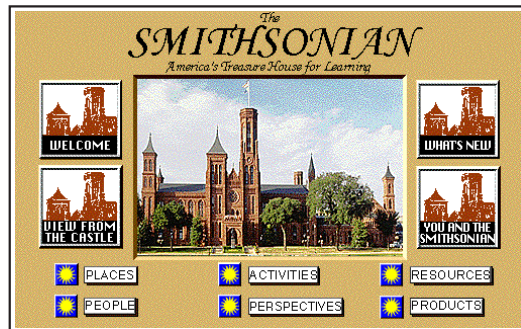 The
SMITHSONIAN
America's Treasure House for Learning
WELCOME
WHAT'S NEW
VIEW FROM
THE CASTLE
YOU AND THE
SMITHSONIAN
PLACES
ACTIVITIES
RESOURCES
PEOPLE
PERSPECTIVES
PRODUCTS